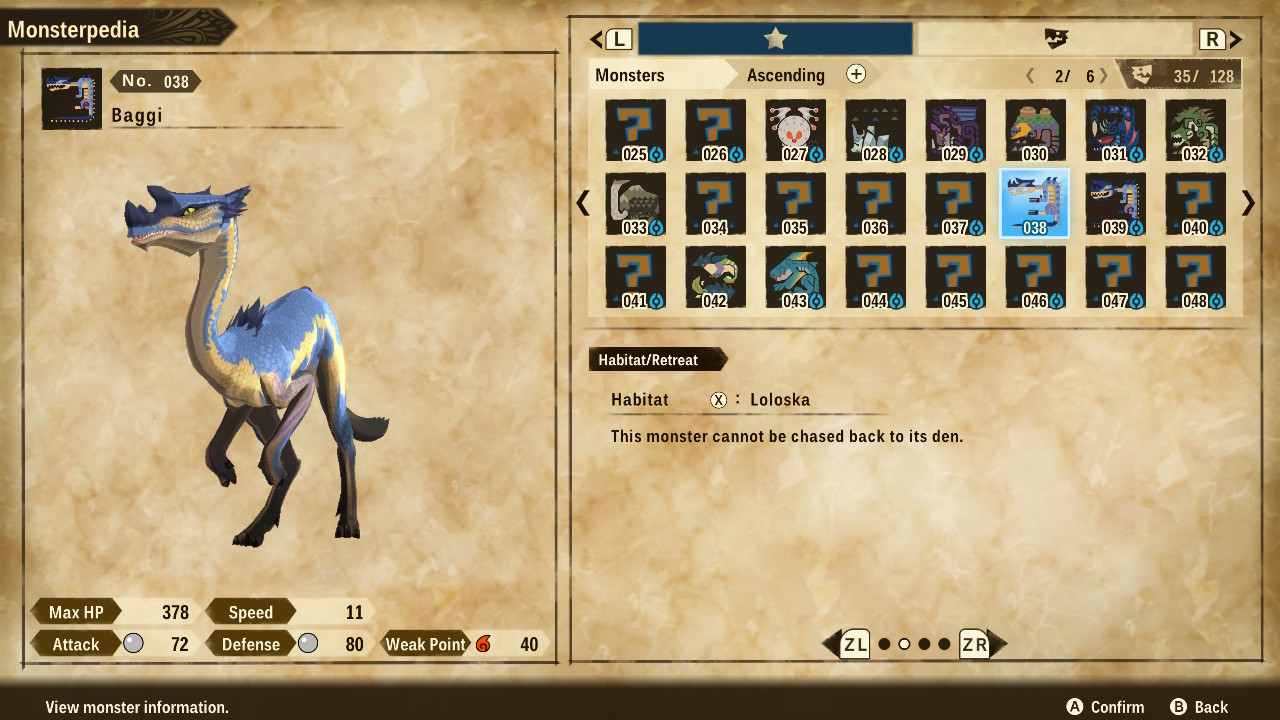 Monsterpedia
No. 038
Baggi
Max HP 378
Speed 11
Attack 72
Defense 80
Weak Point 40
L
R
Monsters
Ascending
2/ 6
35/ 128
? 025
? 026
027
028
029
030
031
032
033
? 034
? 035
? 036
? 037
038
039
? 040
? 041
042
043
? 044
? 045
? 046
? 047
? 048
Habitat/Retreat
Habitat X : Loloska
This monster cannot be chased back to its den.
ZL
ZR
View monster information.
A Confirm
B Back